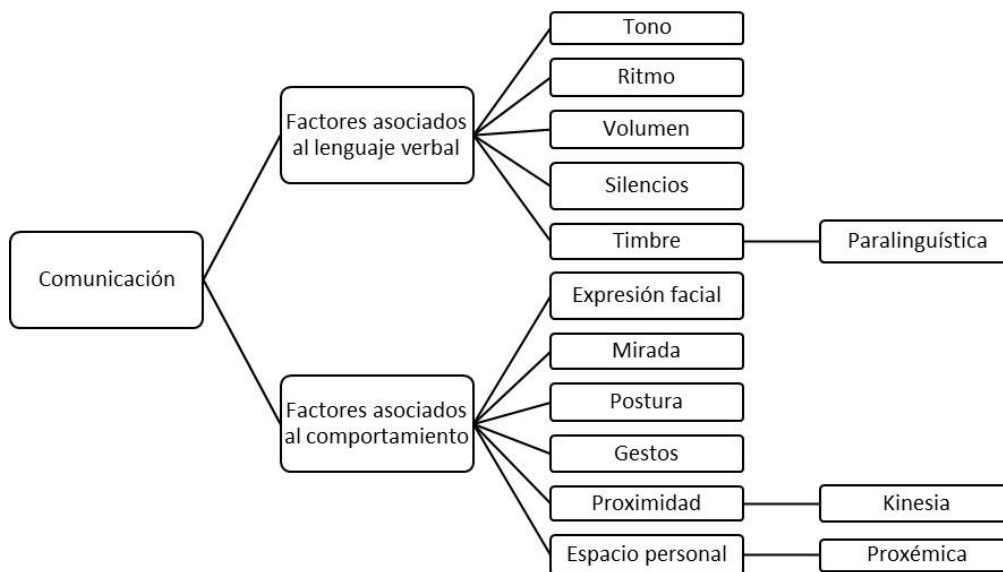 Comunicación
Factores asociados
al lenguaje verbal
Tono
Ritmo
Volumen
Silencios
Timbre
Paralinguística
Factores asociados
al comportamiento
Expresión facial
Mirada
Postura
Gestos
Proximidad
Kinesia
Espacio personal
Proxémica